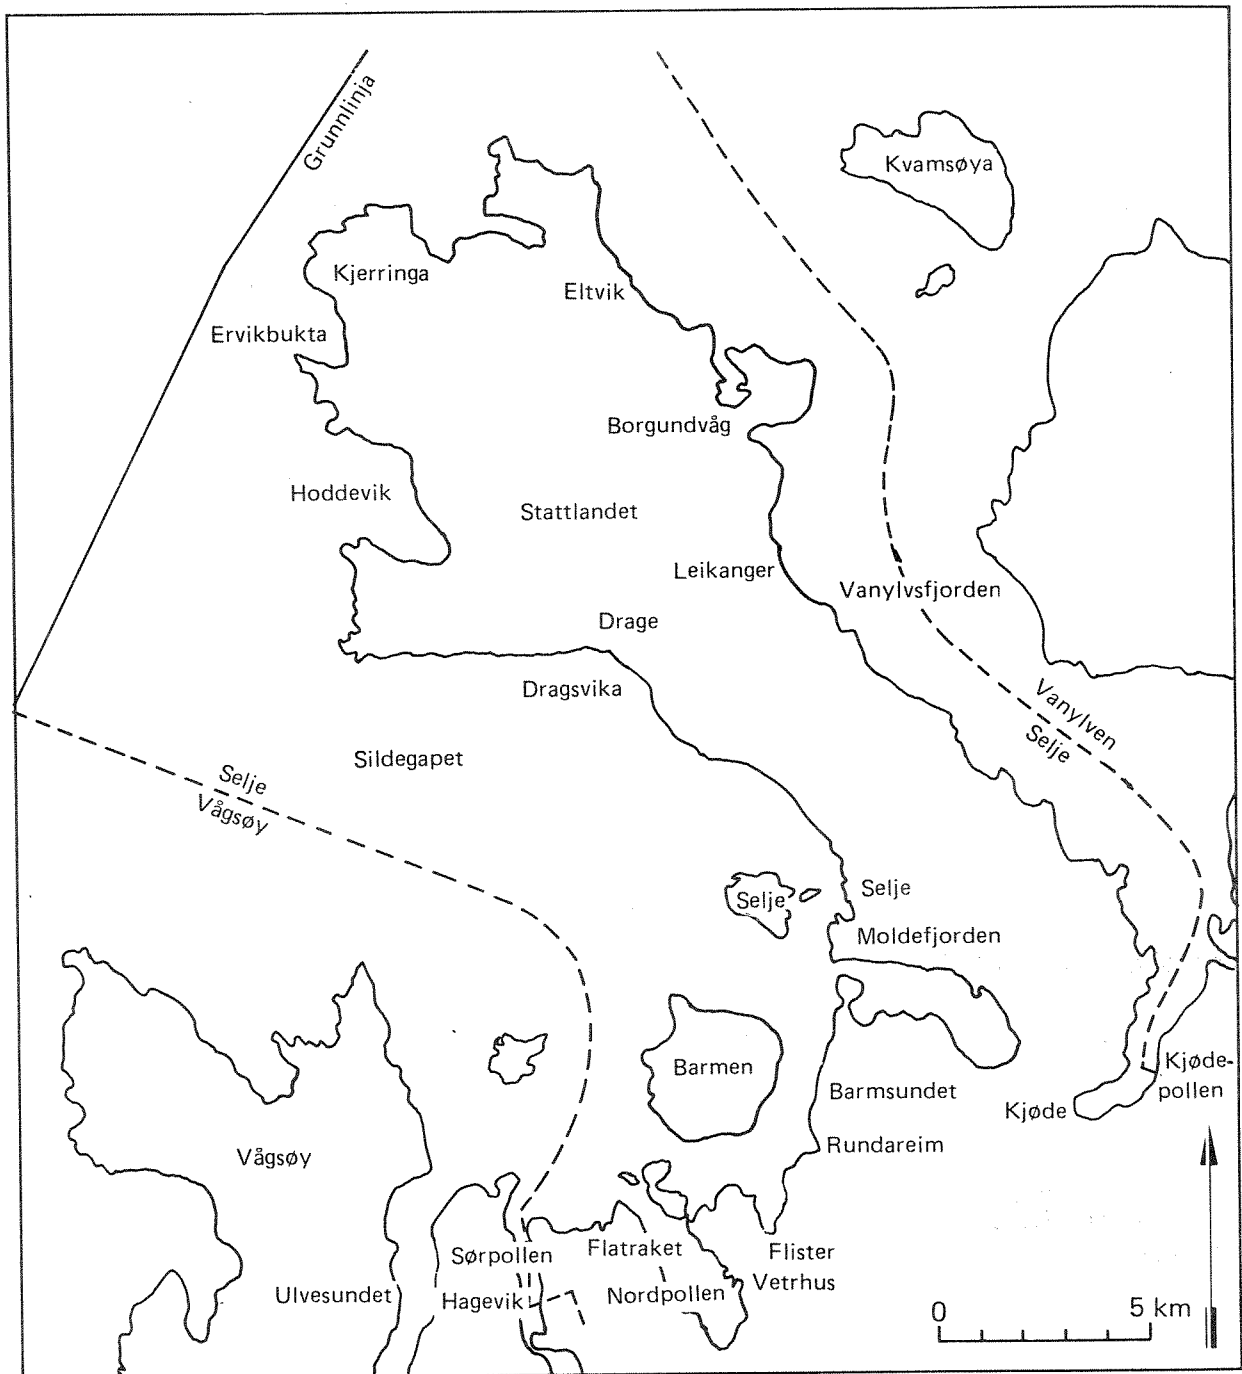 Grunnlinja
Kvamsøya
Kjerringa
Eltvik
Ervikbukta
Borgundvåg
Hoddevik
Stattlandet
Leikanger
Vanylvsfjorden
Drage
Dragsvika
Vanylven
Selje
Sildegapet
Selje
Vågsøy
Selje
Selje
Moldefjorden
Barmen
Kjøde-
pollen
Barmsundet
Kjøde
Rundareim
Vågsøy
Sørpollen
Flatraket
Flister
Vetrhus
Ulvesundet
Hagevik
Nordpollen
0
5 km